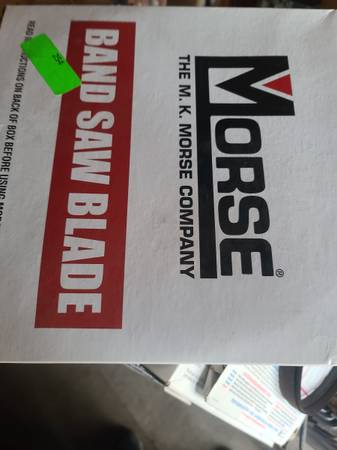 MORSE®
THE M. K. MORSE COMPANY
BAND SAW BLADE
READ INSTRUCTIONS ON BACK OF BOX BEFORE USING